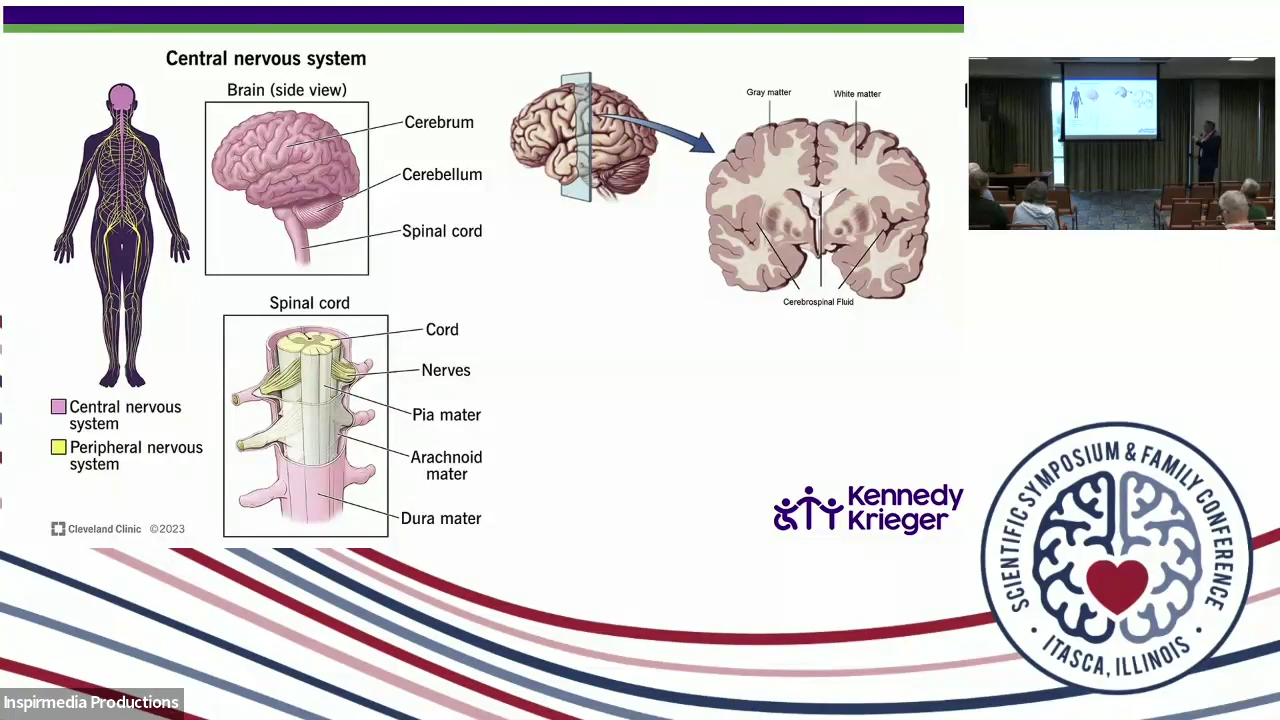 Central nervous system
Brain (side view)
Cerebrum
Cerebellum
Spinal cord
Spinal cord
Cord
Nerves
Pia mater
Arachnoid
mater
Dura mater
Central nervous
system
Peripheral nervous
system
Cleveland Clinic ©2023
Gray matter
White matter
Cerebrospinal Fluid
Kennedy
Krieger
SCIENTIFIC SYMPOSIUM & FAMILY CONFERENCE
• ITASCA, ILLINOIS •
Inspirmedia Productions